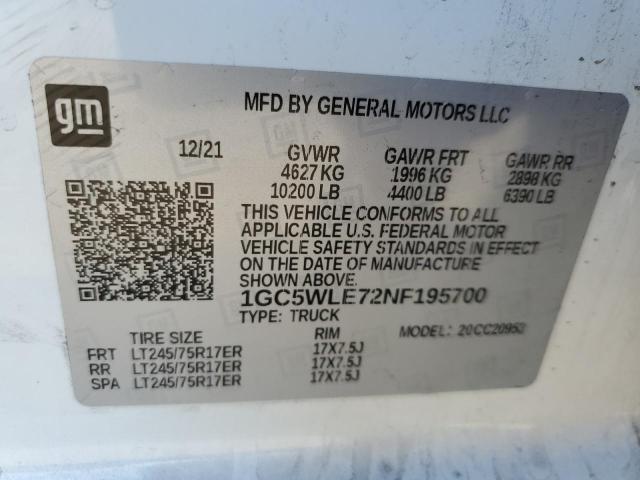 gm
MFD BY GENERAL MOTORS LLC
12/21 GVWR GAWR FRT GAWR RR
4627 KG 1996 KG 2898 KG
10200 LB 4400 LB 6390 LB
THIS VEHICLE CONFORMS TO ALL
APPLICABLE U.S. FEDERAL MOTOR
VEHICLE SAFETY STANDARDS IN EFFECT
ON THE DATE OF MANUFACTURE
SHOWN ABOVE.
1GC5WLE72NF195700
TYPE: TRUCK MODEL: 20CC20953
TIRE SIZE RIM
FRT LT245/75R17ER 17X7.5J
RR LT245/75R17ER 17X7.5J
SPA LT245/75R17ER 17X7.5J